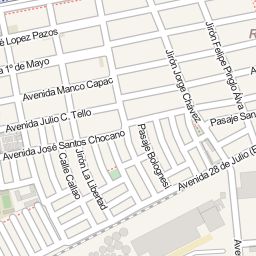 é Lopez Pazos
a 1° de Mayo
Avenida Manco Capac
Avenida Julio C. Tello
Avenida José Santos Chocano
Calle Callao
Jirón La Libertad
Pasaje Bolognesi
Jirón Jorge Chávez
Jirón Felipe Pinglo Alva
R
Pasaje San
Avenida 28 de Julio (E